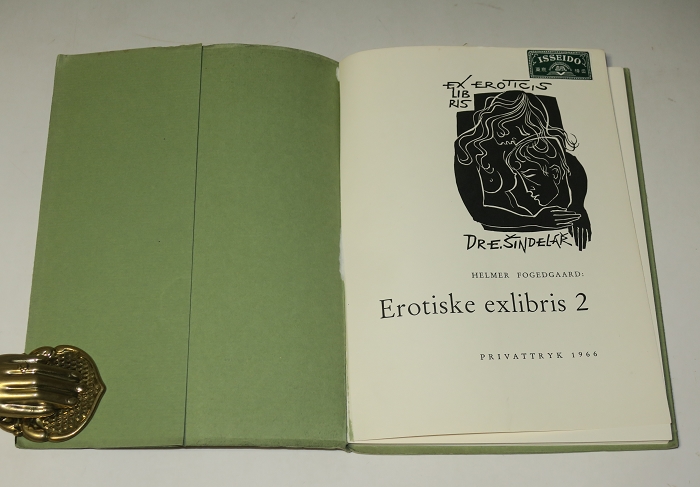 ISSEIDO
EX EROTICIS
LIB
RIS
DR E. ŠINDELÁŘ
HELMER FOGEDGAARD:
Erotiske exlibris 2
PRIVATTRYK 1966